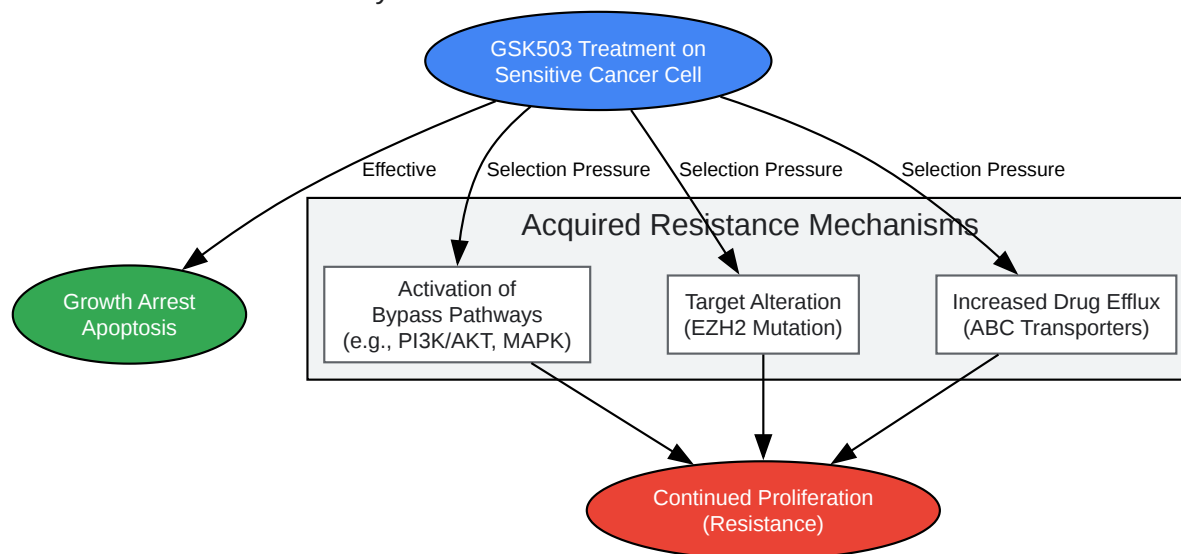 GSK503 Treatment on
Sensitive Cancer Cell
Effective
Selection Pressure
Selection Pressure
Selection Pressure
Acquired Resistance Mechanisms
Growth Arrest
Apoptosis
Activation of
Bypass Pathways
(e.g., PI3K/AKT, MAPK)
Target Alteration
(EZH2 Mutation)
Increased Drug Efflux
(ABC Transporters)
Continued Proliferation
(Resistance)